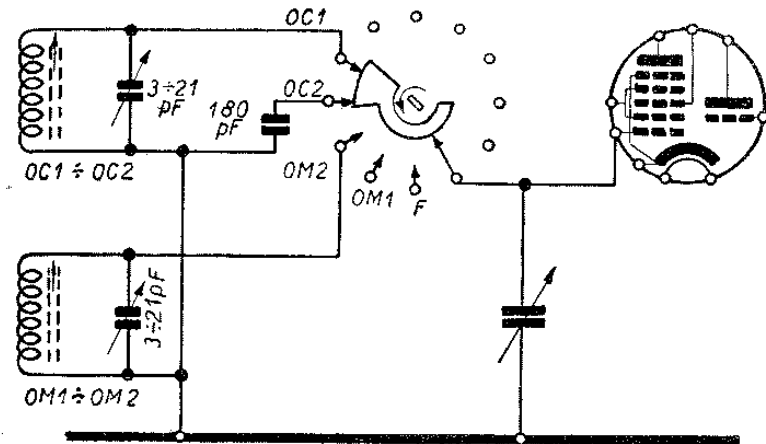 OC1
3÷21
pF
OC2
180
pF
OC1÷OC2
OM2
OM1
F
3÷21pF
OM1÷OM2